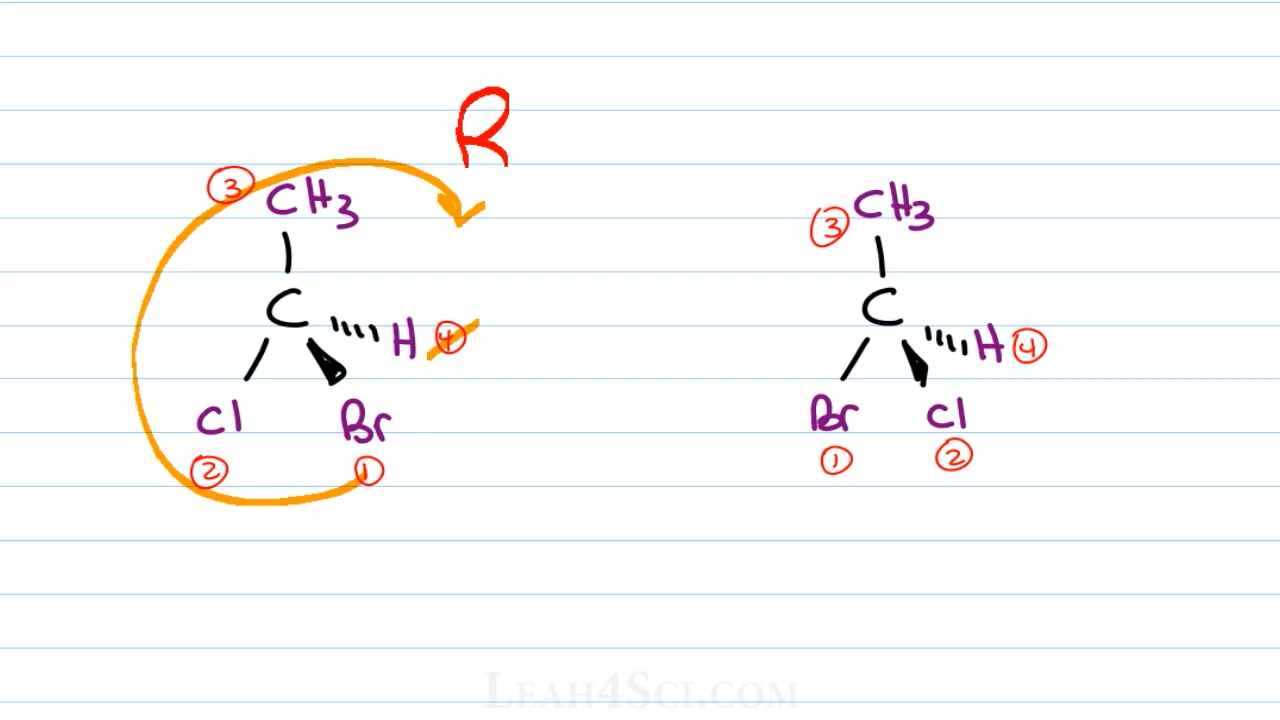 R
③ CH3
CH3
③
C
C
H ④
H ④
Cl Br
Br Cl
② ①
① ②
LEAH4SCI.COM